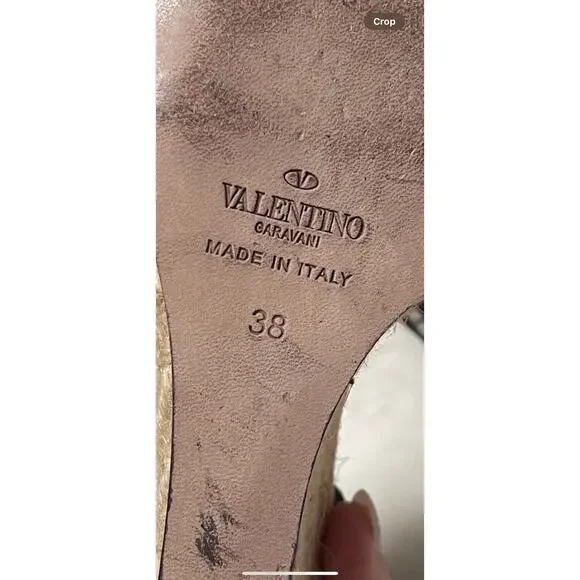 Crop
V
VALENTINO
GARAVANI
MADE IN ITALY
38